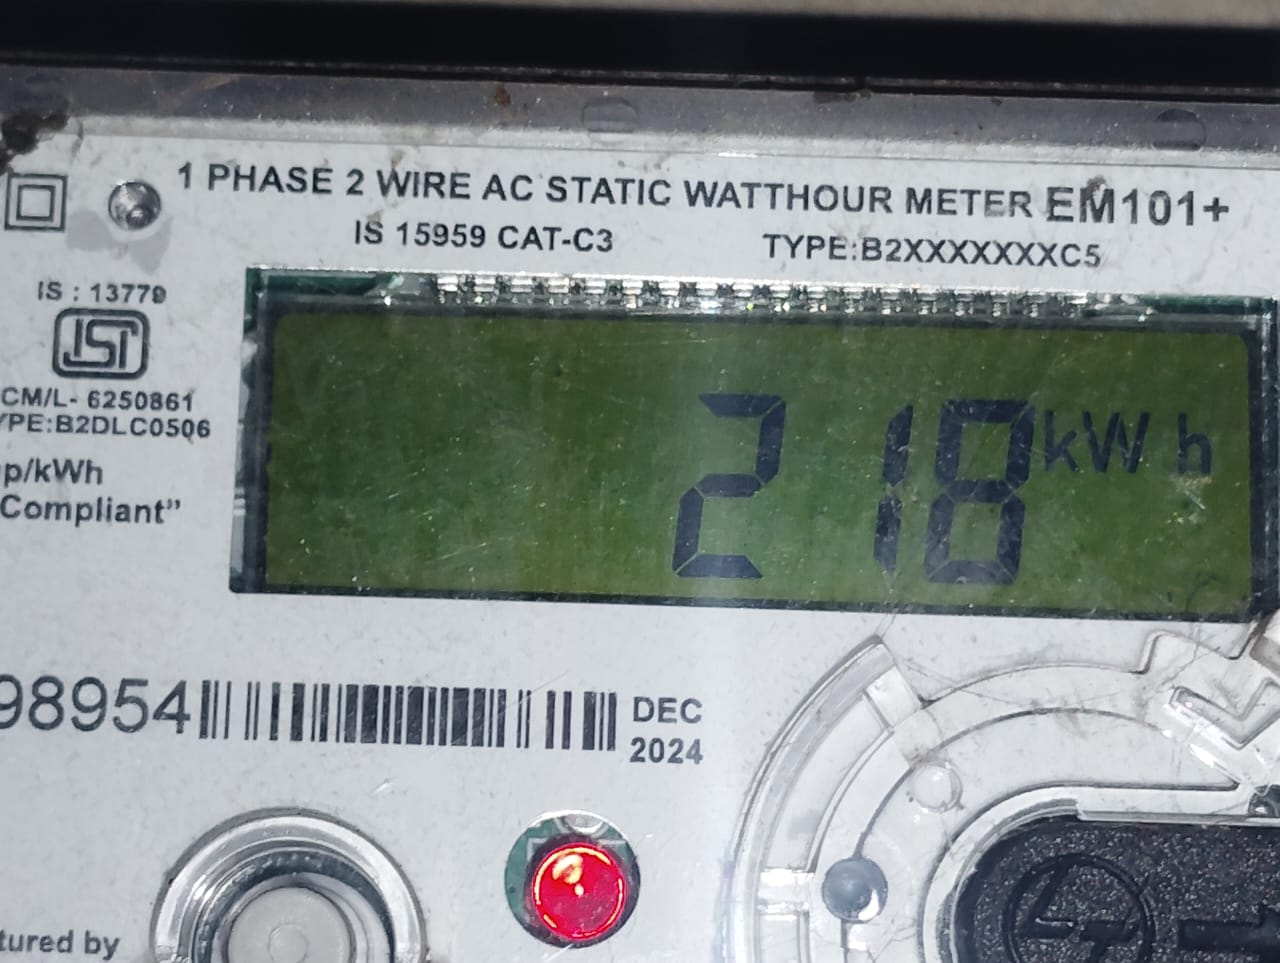 1 PHASE 2 WIRE AC STATIC WATTHOUR METER EM101+
IS 15959 CAT-C3 TYPE:B2XXXXXXXC5
IS : 13779
ISI
CM/L- 6250861
YPE:B2DLC0506
p/kWh
Compliant”
218 kWh
98954
DEC
2024
tured by